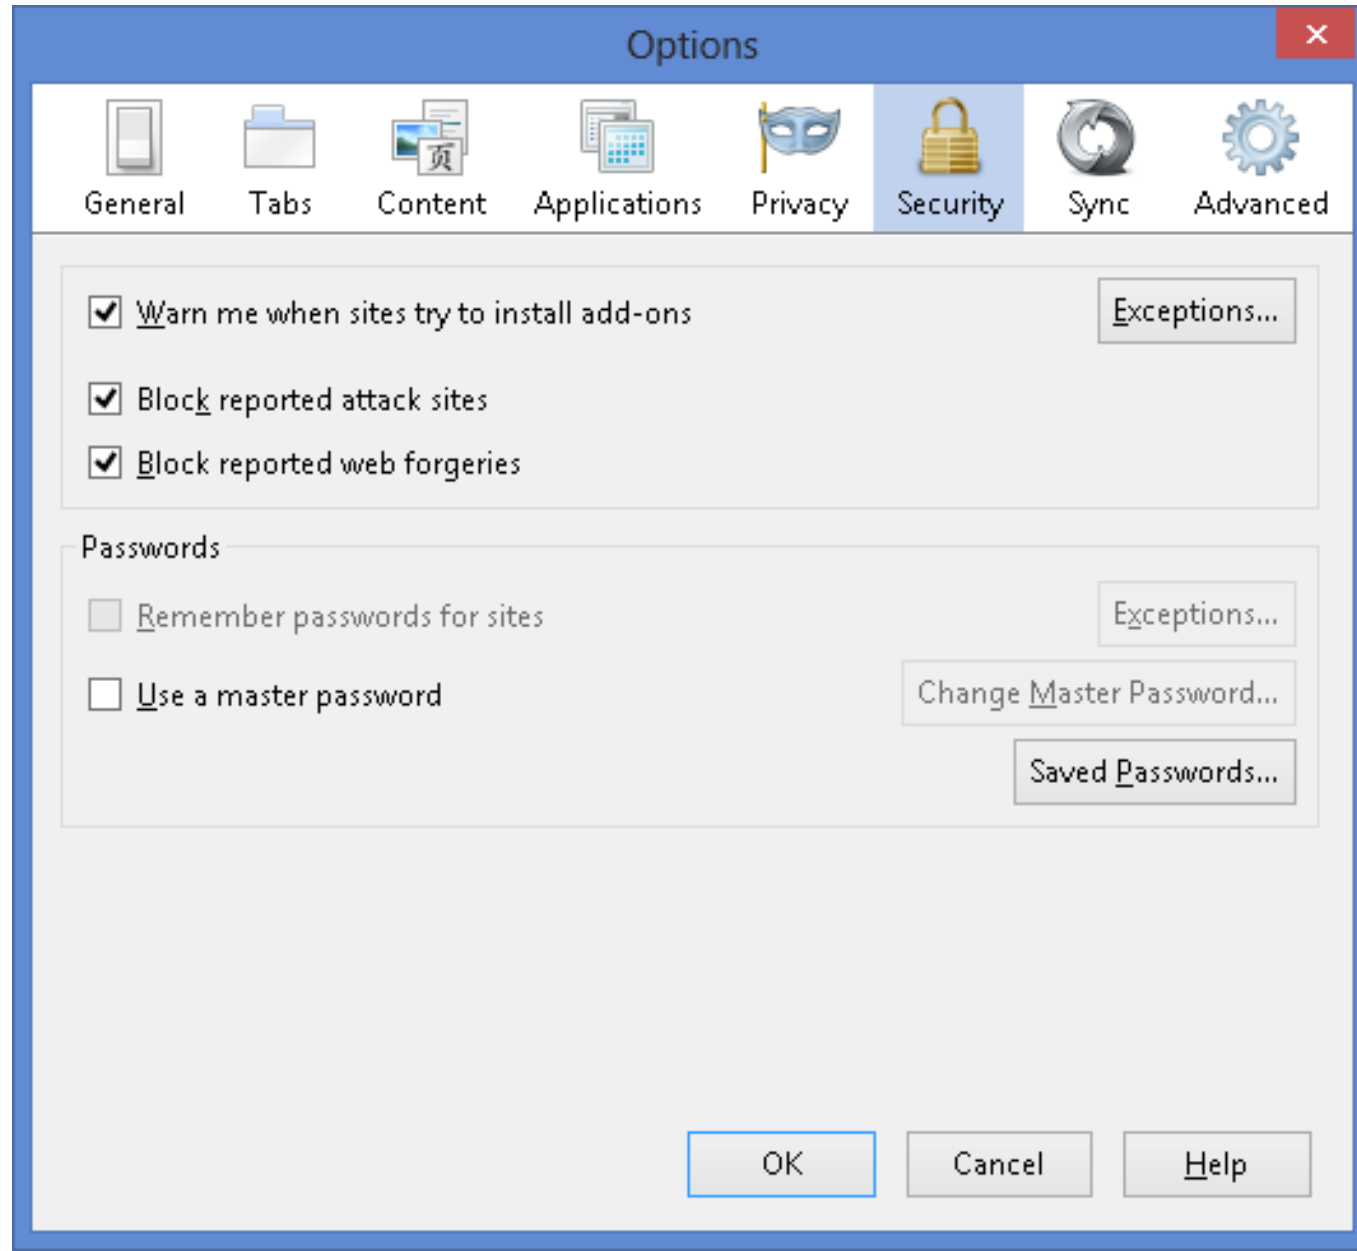 Options
General Tabs Content Applications Privacy Security Sync Advanced
页
Warn me when sites try to install add-ons Exceptions...
Block reported attack sites
Block reported web forgeries
Passwords
Remember passwords for sites Exceptions...
Use a master password Change Master Password...
Saved Passwords...
OK Cancel Help